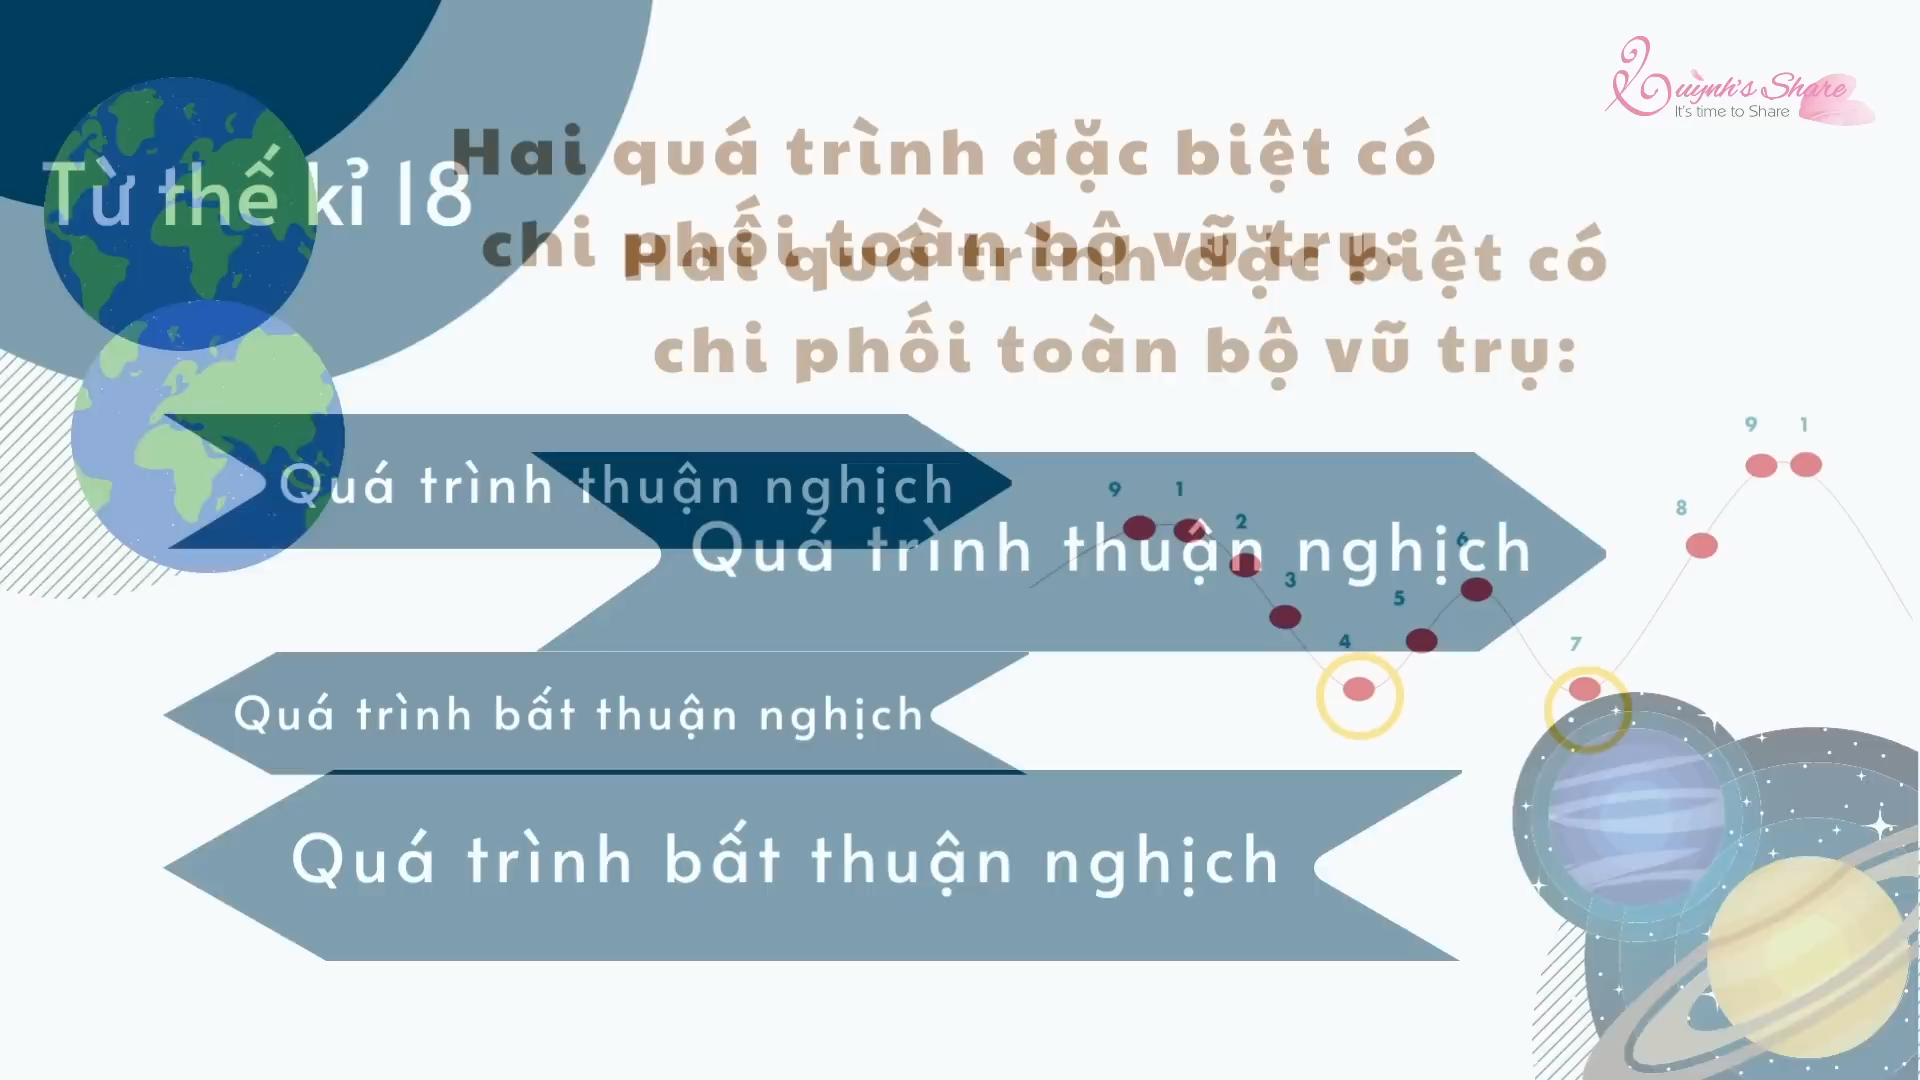 Quỳnh's Share
It's time to Share
Từ thế kỉ 18
Hai quá trình đặc biệt có
chi phối toàn bộ vũ trụ:
Hai quá trình đặc biệt có
chi phối toàn bộ vũ trụ:
Quá trình thuận nghịch
Quá trình thuận nghịch
9 1
2
3
4
5
6
7
8
9 1
Quá trình bất thuận nghịch
Quá trình bất thuận nghịch